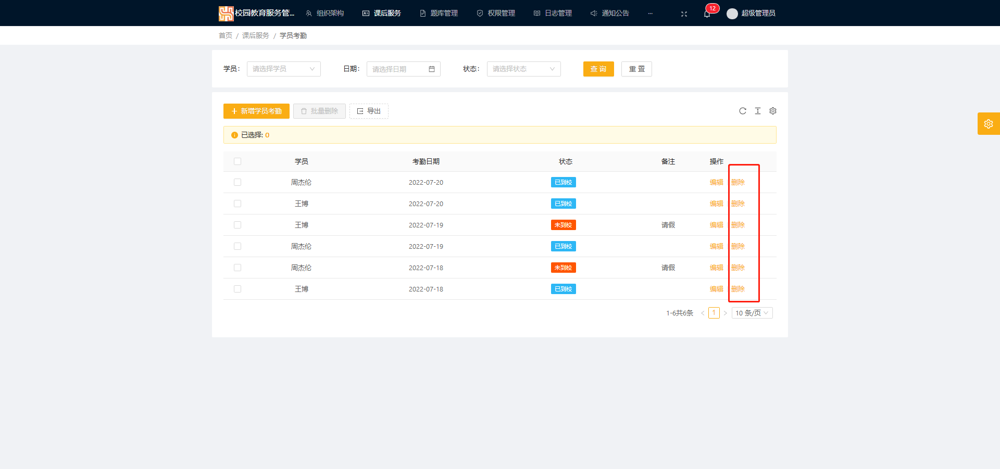 校园教育服务管... 组织架构 课后服务 题库管理 权限管理 日志管理 通知公告 ... 12 超级管理员
首页 / 课后服务 / 学员考勤
学员: 请选择学员 日期: 请选择日期 状态: 请选择状态 查 询 重 置
新增学员考勤 批量删除 导出
已选择: 0
学员 考勤日期 状态 备注 操作
周杰伦 2022-07-20 已到校 编辑 删除
王博 2022-07-20 已到校 编辑 删除
王博 2022-07-19 未到校 请假 编辑 删除
周杰伦 2022-07-19 已到校 编辑 删除
周杰伦 2022-07-18 未到校 请假 编辑 删除
王博 2022-07-18 已到校 编辑 删除
1-6共6条 < 1 > 10 条/页